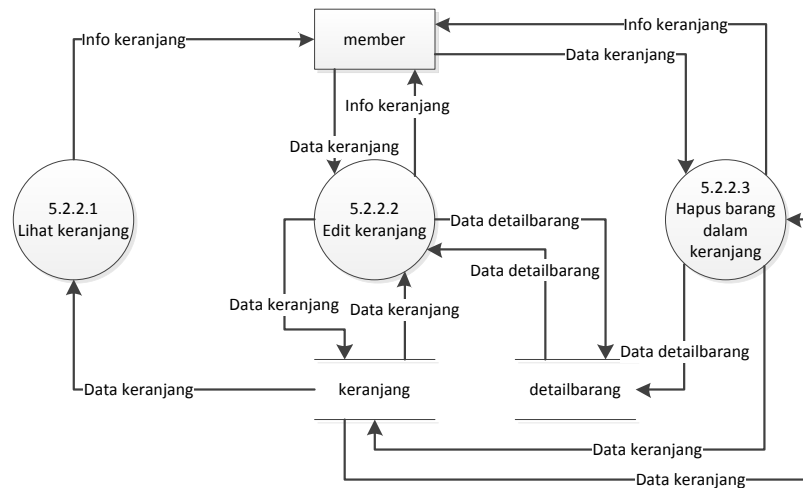 Info keranjang
member
Info keranjang
Data keranjang
Info keranjang
Data keranjang
5.2.2.1
Lihat keranjang
5.2.2.2
Edit keranjang
5.2.2.3
Hapus barang
dalam
keranjang
Data detailbarang
Data detailbarang
Data keranjang
Data keranjang
Data detailbarang
Data keranjang
keranjang
detailbarang
Data keranjang
Data keranjang